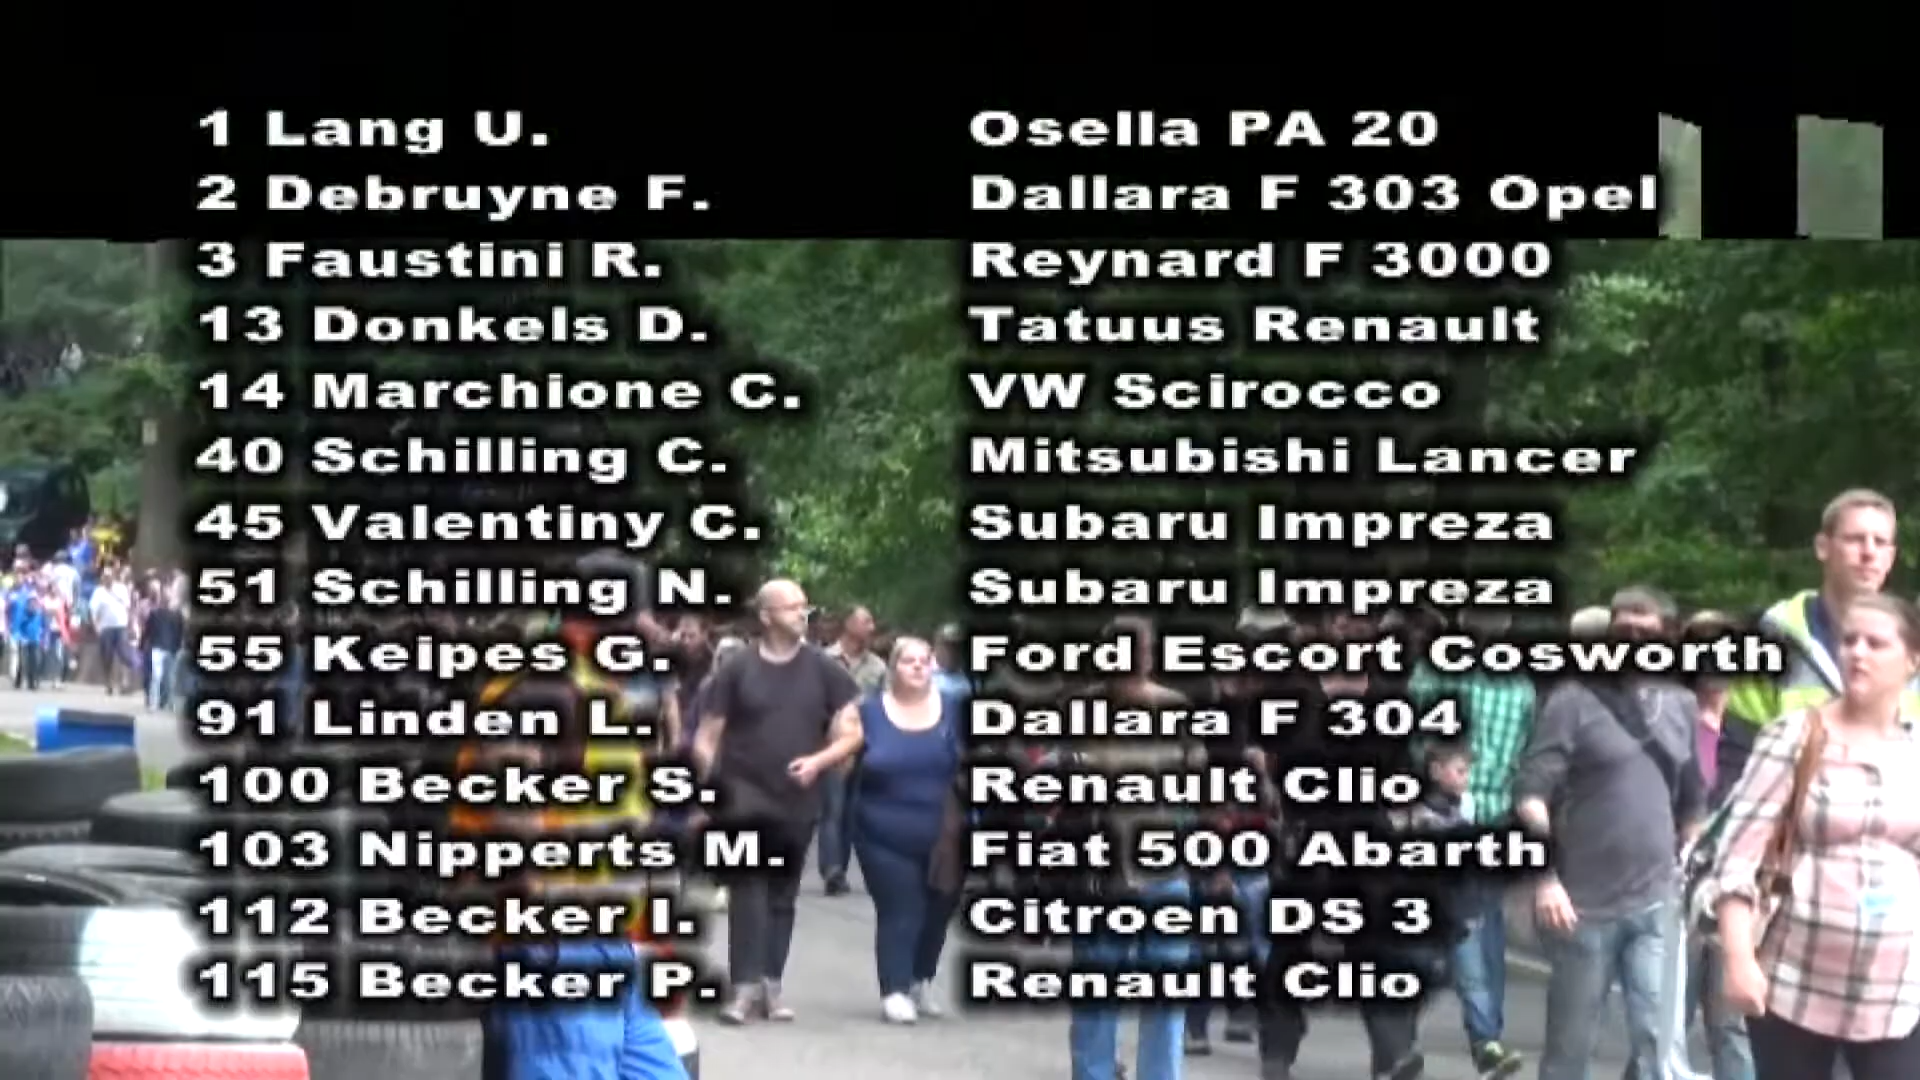 1 Lang U. Osella PA 20
2 Debruyne F. Dallara F 303 Opel
3 Faustini R. Reynard F 3000
13 Donkels D. Tatuus Renault
14 Marchione C. VW Scirocco
40 Schilling C. Mitsubishi Lancer
45 Valentiny C. Subaru Impreza
51 Schilling N. Subaru Impreza
55 Keipes G. Ford Escort Cosworth
91 Linden L. Dallara F 304
100 Becker S. Renault Clio
103 Nipperts M. Fiat 500 Abarth
112 Becker I. Citroen DS 3
115 Becker P. Renault Clio